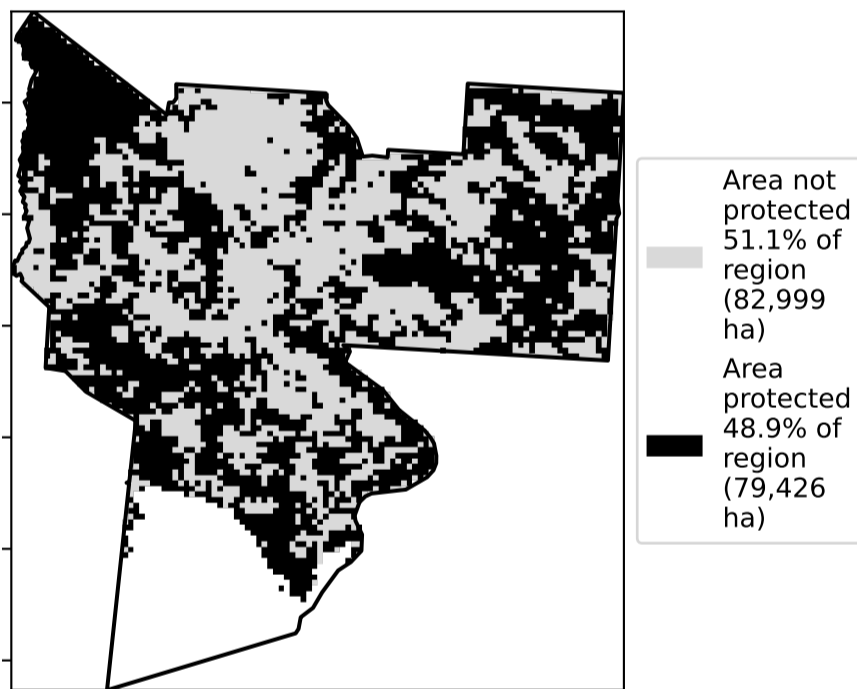 Area not
protected
51.1% of
region
(82,999
ha)
Area
protected
48.9% of
region
(79,426
ha)